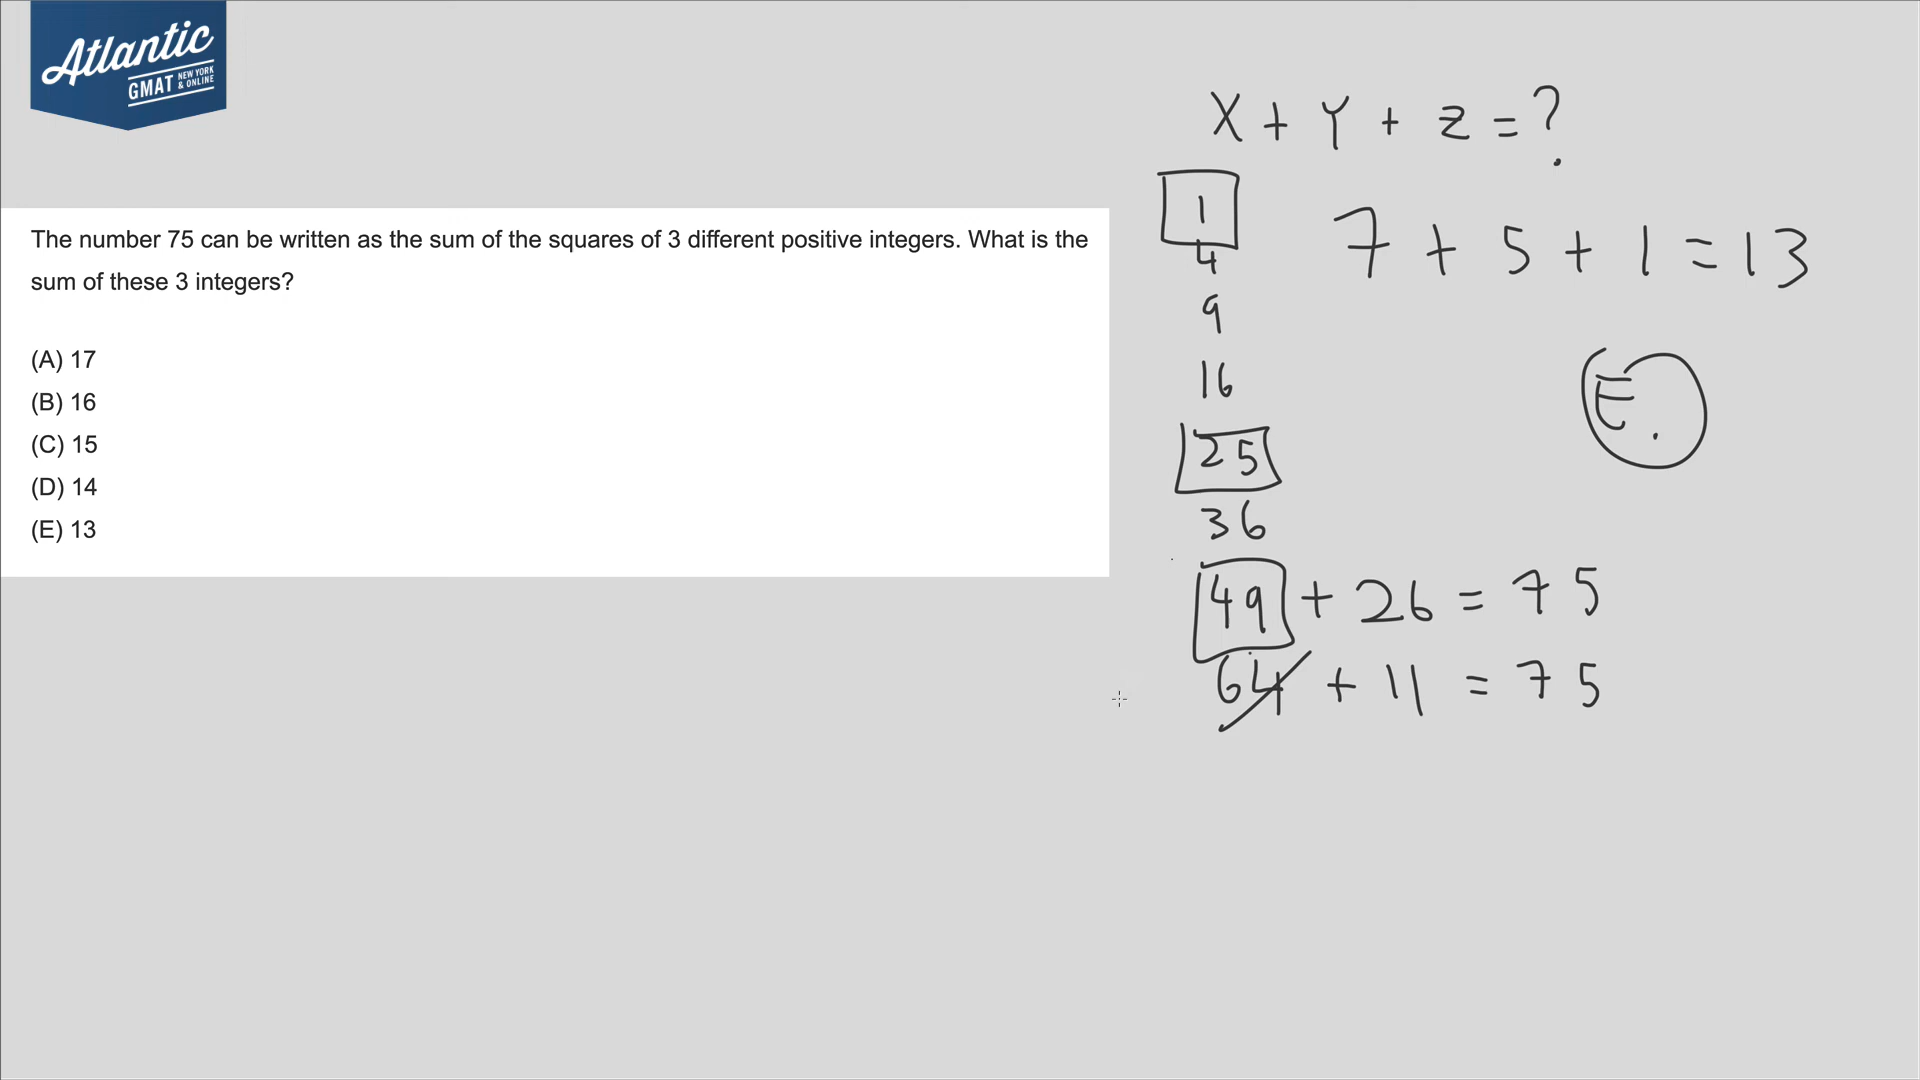 Atlantic
GMAT NEW YORK & ONLINE
The number 75 can be written as the sum of the squares of 3 different positive integers. What is the
sum of these 3 integers?
(A) 17
(B) 16
(C) 15
(D) 14
(E) 13
X + Y + Z = ?
1
4
9
16
25
36
49 + 26 = 75
64 + 11 = 75
7 + 5 + 1 = 13
E.